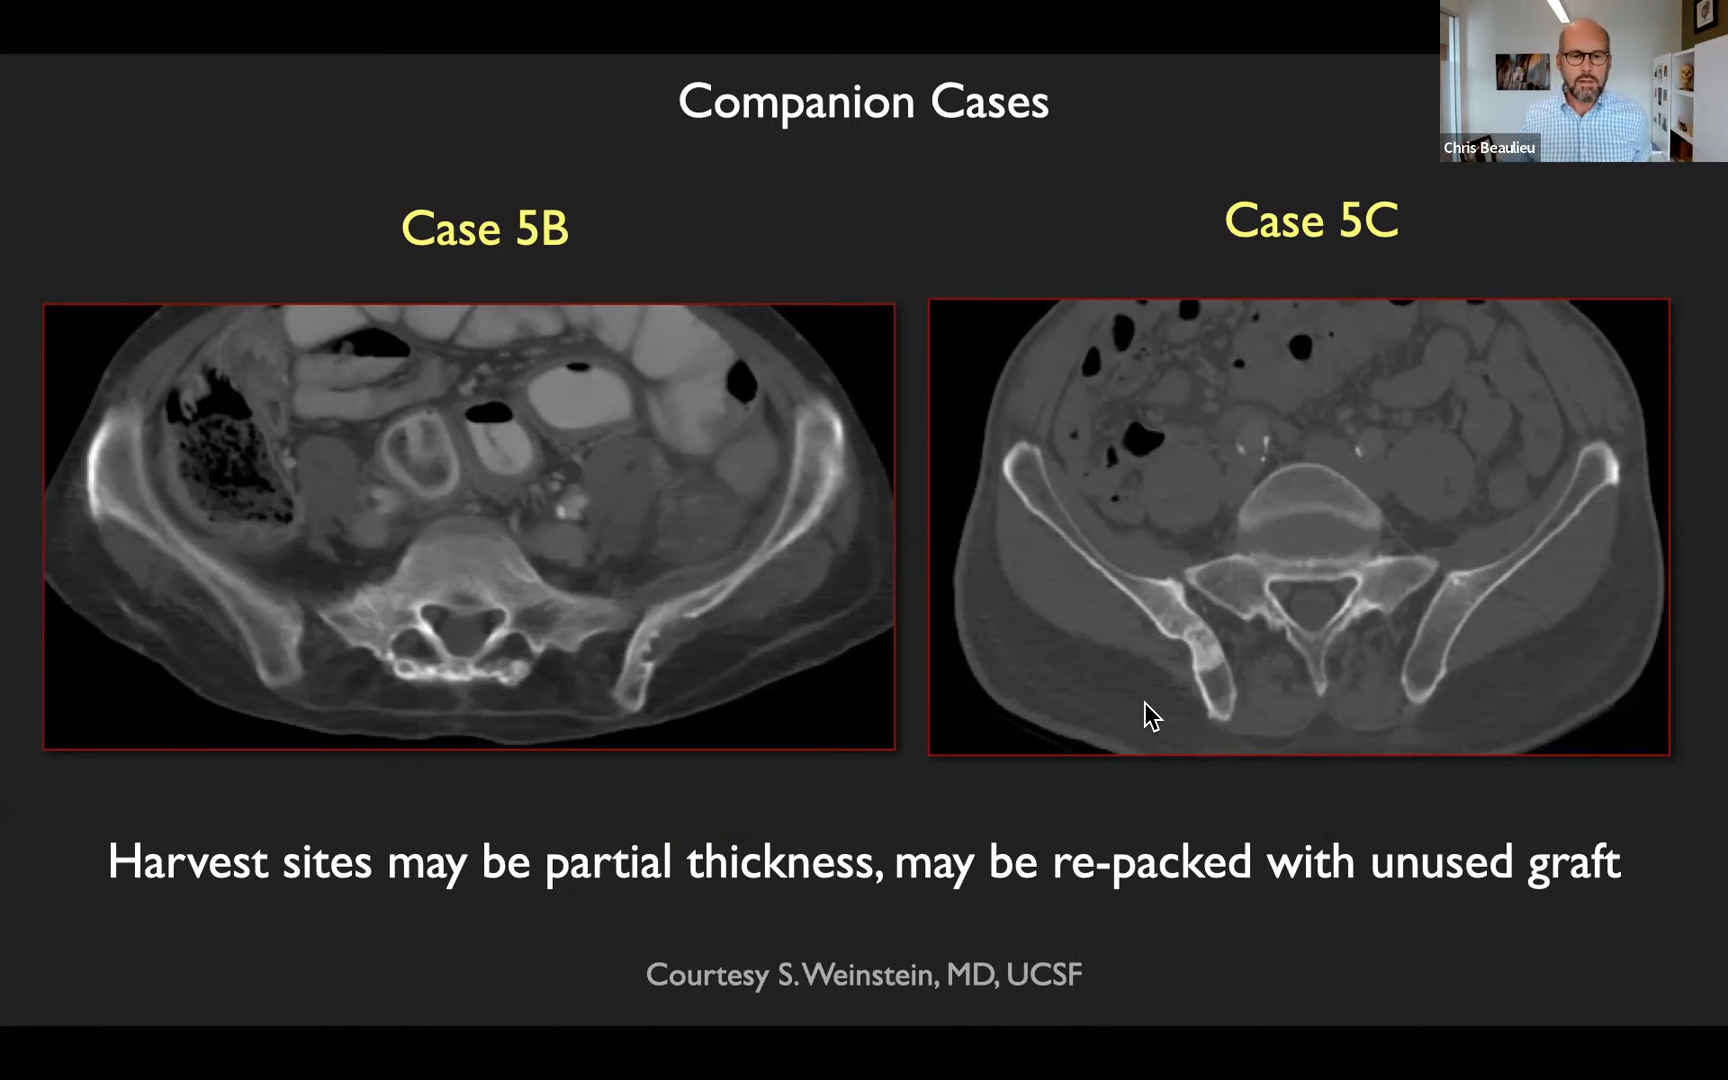 Companion Cases
Chris Beaulieu
Case 5B
Case 5C
Harvest sites may be partial thickness, may be re-packed with unused graft
Courtesy S. Weinstein, MD, UCSF